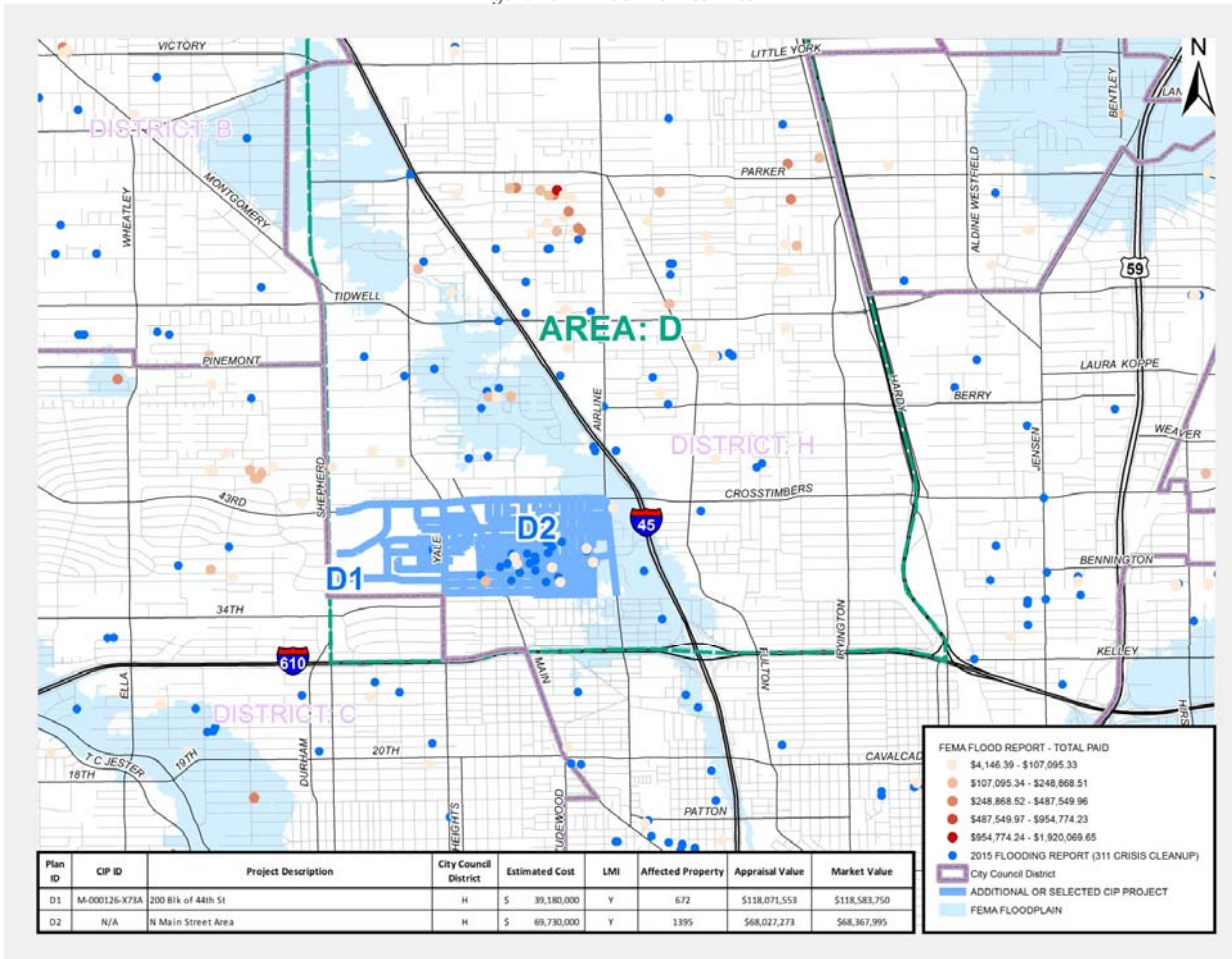 VICTORY
LITTLE YORK
N
BENTLEY
DISTRICT: B
PARKER
ALDINE WESTFIELD
MONTGOMERY
WHEATLEY
59
TIDWELL
AREA: D
PINEMONT
LAURA KOPPE
HARDY
BERRY
AIRLINE
DISTRICT: H
JENSEN
WEAVER
SHEPHERD
43RD
CROSSTIMBERS
D2
45
YALE
BENNINGTON
D1
34TH
IRVINGTON
610
MAIN
FULTON
KELLEY
ELLA
DISTRICT: C
DURHAM
20TH
19TH
T C JESTER
18TH
HEIGHTS
PATTON
CAVALCAD
HIRS
FEMA FLOOD REPORT - TOTAL PAID
$4,146.39 - $107,095.33
$107,095.34 - $248,868.51
$248,868.52 - $487,549.96
$487,549.97 - $954,774.23
$954,774.24 - $1,920,069.65
2015 FLOODING REPORT (311 CRISIS CLEANUP)
City Council District
ADDITIONAL OR SELECTED CIP PROJECT
FEMA FLOODPLAIN
Plan ID CIP ID Project Description City Council District Estimated Cost LMI Affected Property Appraisal Value Market Value
D1 M-000126-X73A 200 Blk of 44th St H $ 39,180,000 Y 672 $118,071,553 $118,583,750
D2 N/A N Main Street Area H $ 69,730,000 Y 1395 $68,027,273 $68,367,995